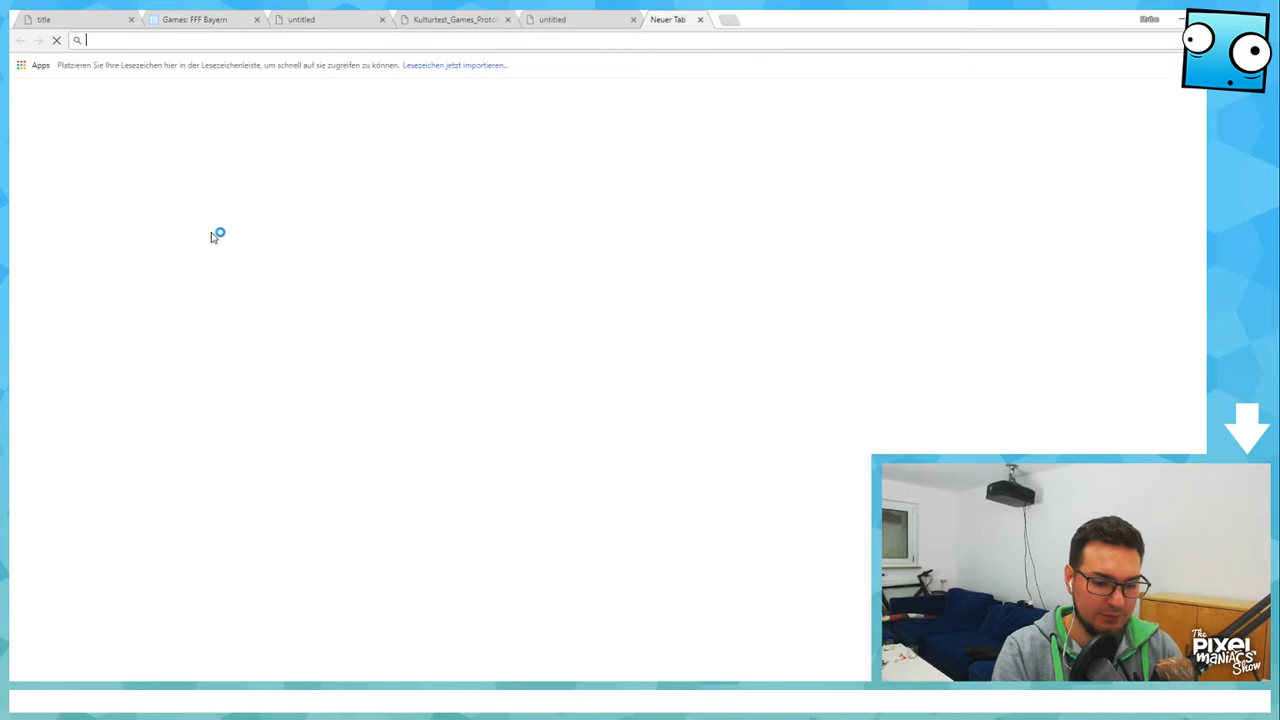 title
Games: FFF Bayern
untitled
Kulturtest_Games_Proto
untitled
Neuer Tab
Apps
Platzieren Sie Ihre Lesezeichen hier in der Lesezeichenleiste, um schnell auf sie zugreifen zu können. Lesezeichen jetzt importieren...
The
PIXEL
MANIACS
Show